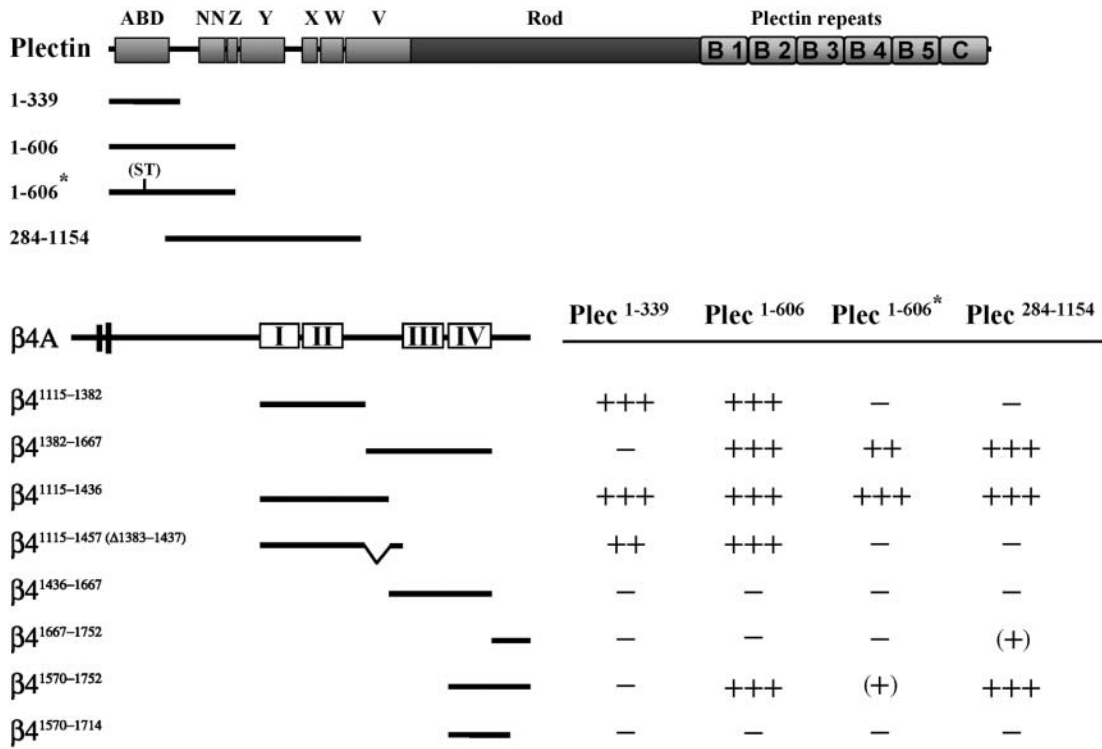 ABD NN Z Y X W V Rod Plectin repeats
Plectin B 1 B 2 B 3 B 4 B 5 C
1-339
1-606
(ST)
1-606*
284-1154
Plec 1-339 Plec 1-606 Plec 1-606* Plec 284-1154
β4A I II III IV
β4 1115–1382 +++ +++ – –
β4 1382–1667 – +++ ++ +++
β4 1115–1436 +++ +++ +++ +++
β4 1115–1457 (Δ1383–1437) ++ +++ – –
β4 1436–1667 – – – –
β4 1667–1752 – – – (+)
β4 1570–1752 – +++ (+) +++
β4 1570–1714 – – – –